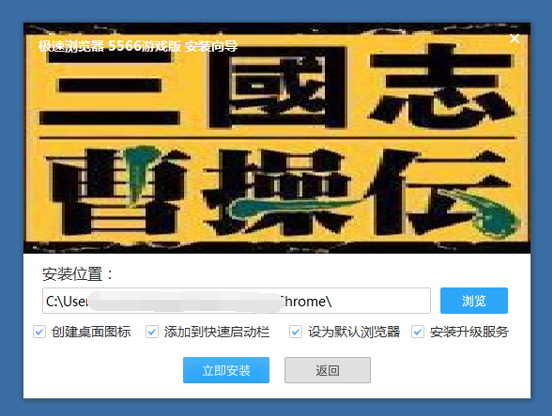 极速浏览器 5566游戏版 安装向导
三國志
曹操伝
安装位置：
C:\User Chrome\
浏览
创建桌面图标 添加到快速启动栏 设为默认浏览器 安装升级服务
立即安装 返回